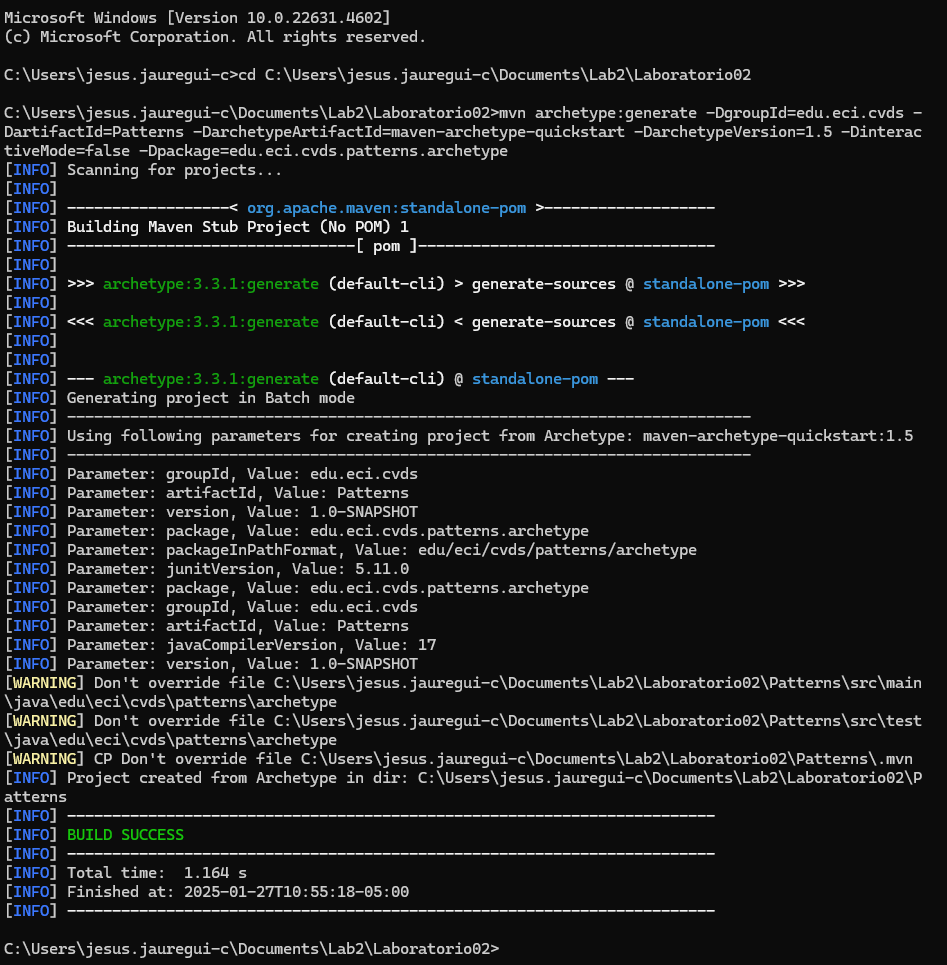 Microsoft Windows [Version 10.0.22631.4602]
(c) Microsoft Corporation. All rights reserved.
C:\Users\jesus.jauregui-c>cd C:\Users\jesus.jauregui-c\Documents\Lab2\Laboratorio02
C:\Users\jesus.jauregui-c\Documents\Lab2\Laboratorio02>mvn archetype:generate -DgroupId=edu.eci.cvds -
DartifactId=Patterns -DarchetypeArtifactId=maven-archetype-quickstart -DarchetypeVersion=1.5 -Dinterac
tiveMode=false -Dpackage=edu.eci.cvds.patterns.archetype
[INFO] Scanning for projects...
[INFO]
[INFO] ------------------< org.apache.maven:standalone-pom >-------------------
[INFO] Building Maven Stub Project (No POM) 1
[INFO] --------------------------------[ pom ]---------------------------------
[INFO]
[INFO] >>> archetype:3.3.1:generate (default-cli) > generate-sources @ standalone-pom >>>
[INFO]
[INFO] <<< archetype:3.3.1:generate (default-cli) < generate-sources @ standalone-pom <<<
[INFO]
[INFO]
[INFO] --- archetype:3.3.1:generate (default-cli) @ standalone-pom ---
[INFO] Generating project in Batch mode
[INFO] ----------------------------------------------------------------------------
[INFO] Using following parameters for creating project from Archetype: maven-archetype-quickstart:1.5
[INFO] ----------------------------------------------------------------------------
[INFO] Parameter: groupId, Value: edu.eci.cvds
[INFO] Parameter: artifactId, Value: Patterns
[INFO] Parameter: version, Value: 1.0-SNAPSHOT
[INFO] Parameter: package, Value: edu.eci.cvds.patterns.archetype
[INFO] Parameter: packageInPathFormat, Value: edu/eci/cvds/patterns/archetype
[INFO] Parameter: junitVersion, Value: 5.11.0
[INFO] Parameter: package, Value: edu.eci.cvds.patterns.archetype
[INFO] Parameter: groupId, Value: edu.eci.cvds
[INFO] Parameter: artifactId, Value: Patterns
[INFO] Parameter: javaCompilerVersion, Value: 17
[INFO] Parameter: version, Value: 1.0-SNAPSHOT
[WARNING] Don't override file C:\Users\jesus.jauregui-c\Documents\Lab2\Laboratorio02\Patterns\src\main
\java\edu\eci\cvds\patterns\archetype
[WARNING] Don't override file C:\Users\jesus.jauregui-c\Documents\Lab2\Laboratorio02\Patterns\src\test
\java\edu\eci\cvds\patterns\archetype
[WARNING] CP Don't override file C:\Users\jesus.jauregui-c\Documents\Lab2\Laboratorio02\Patterns\.mvn
[INFO] Project created from Archetype in dir: C:\Users\jesus.jauregui-c\Documents\Lab2\Laboratorio02\P
atterns
[INFO] ------------------------------------------------------------------------
[INFO] BUILD SUCCESS
[INFO] ------------------------------------------------------------------------
[INFO] Total time:  1.164 s
[INFO] Finished at: 2025-01-27T10:55:18-05:00
[INFO] ------------------------------------------------------------------------
C:\Users\jesus.jauregui-c\Documents\Lab2\Laboratorio02>